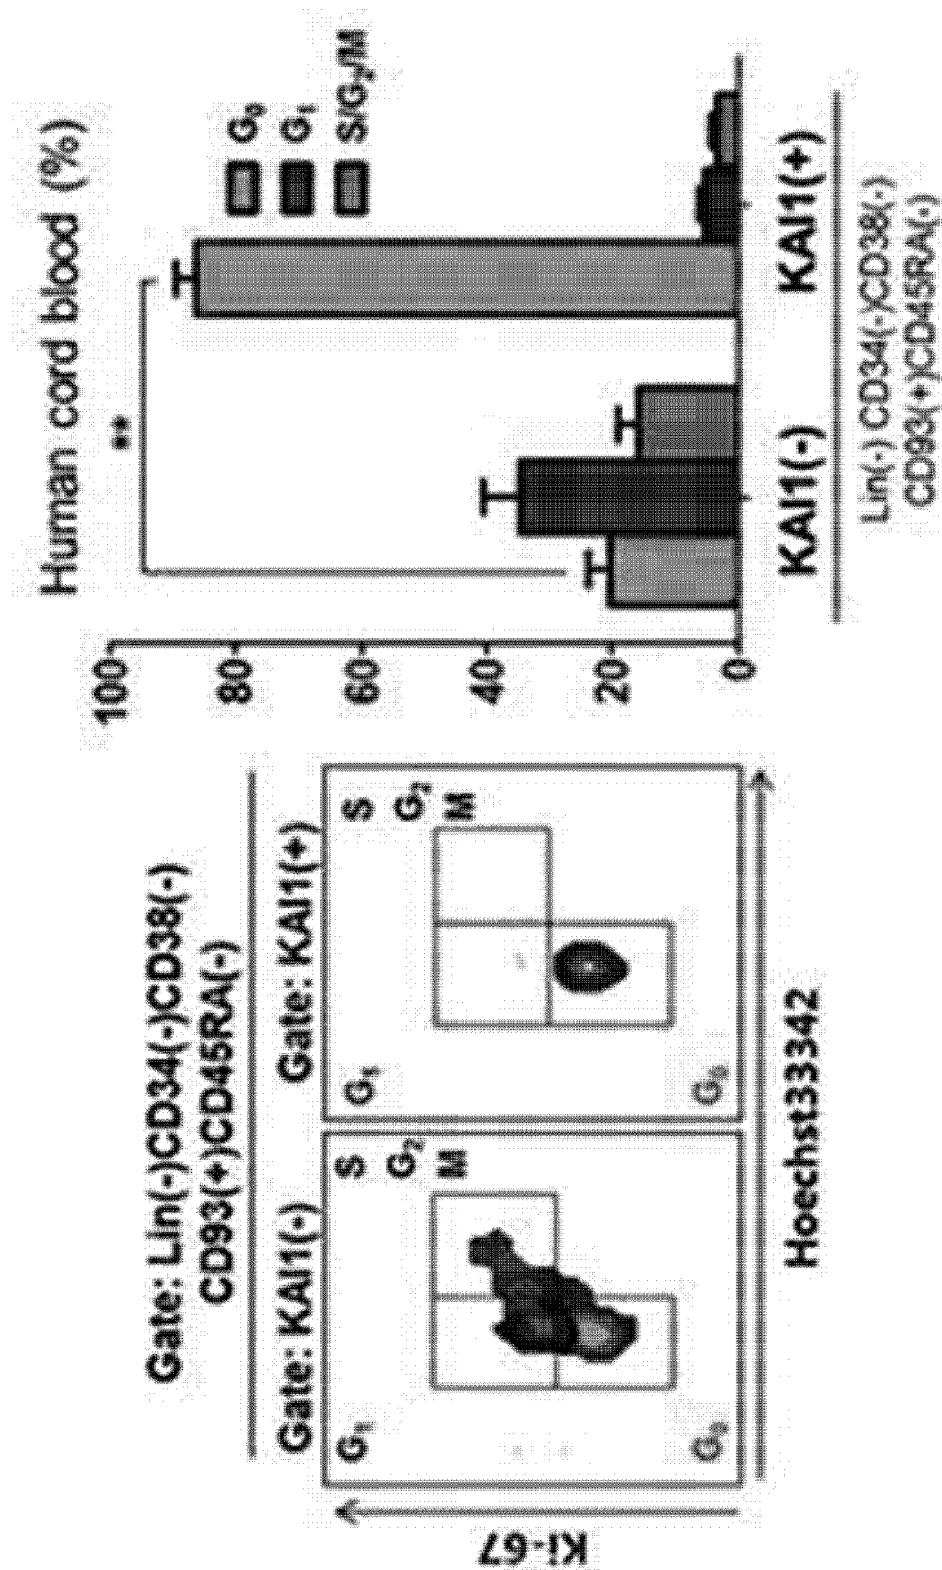 Gate: Lin(-)CD34(-)CD38(-)
CD93(+)CD45RA(-)
Gate: KAI1(-)
Gate: KAI1(+)
G₁
S
G₂
M
G₀
G₁
S
G₂
M
G₀
Ki-67
Hoechst33342
Human cord blood (%)
**
G₀
G₁
S/G₂/M
100
80
60
40
20
0
KAI1(-)
KAI1(+)
Lin(-) CD34(-)CD38(-)
CD93(+)CD45RA(-)